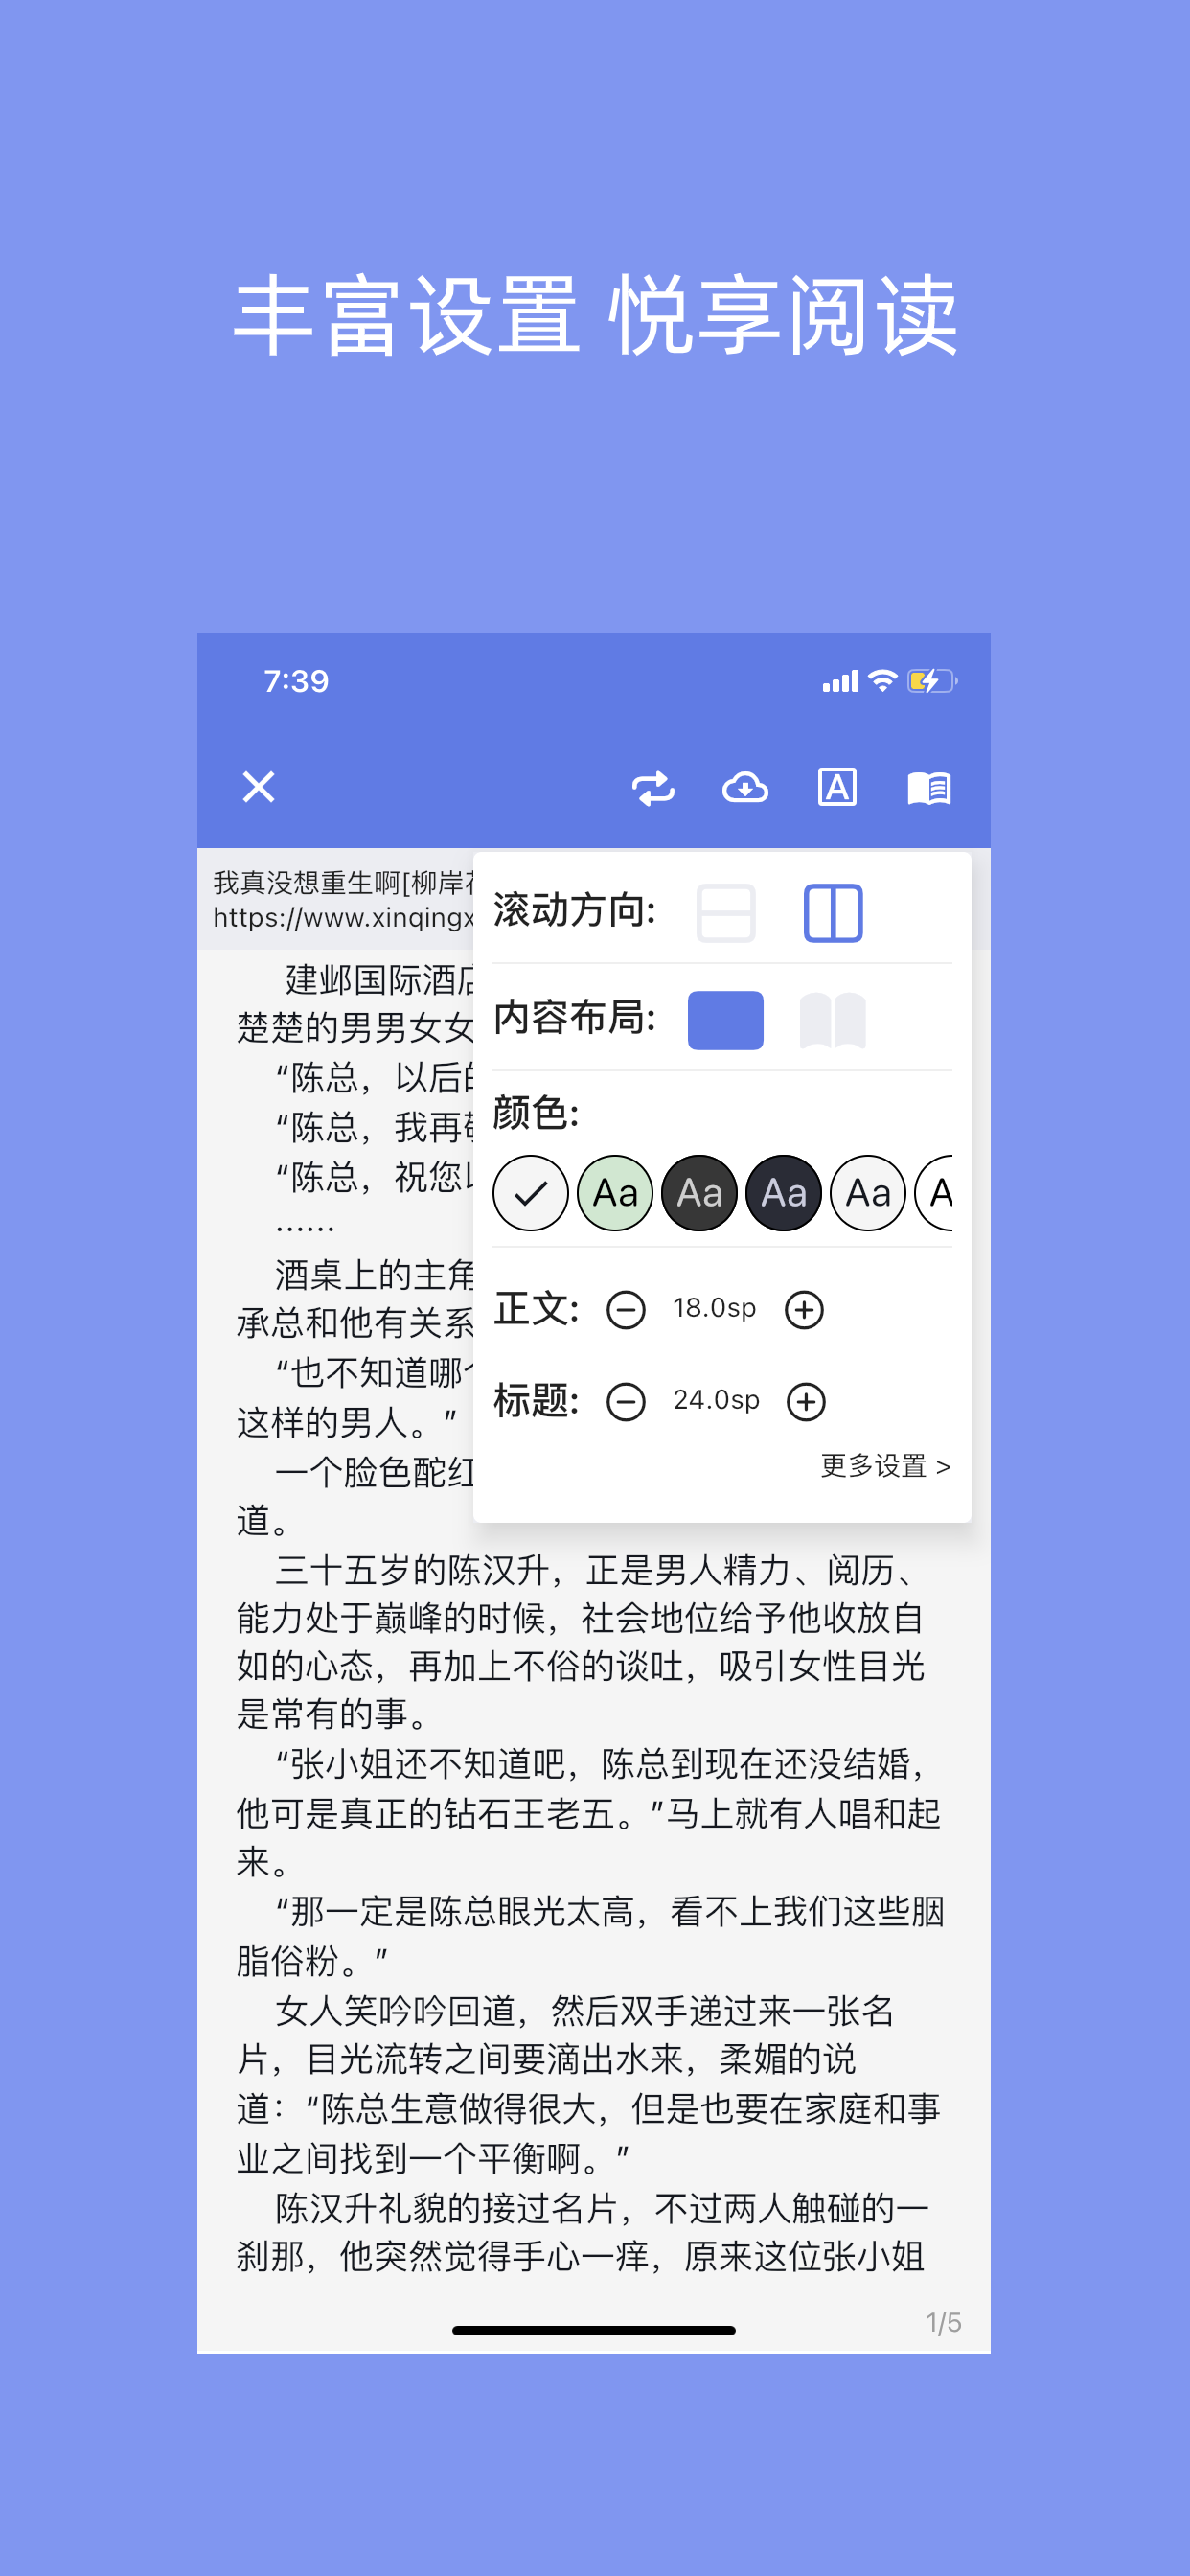 丰富设置 悦享阅读
7:39
我真没想重生啊[柳岸
https://www.xinqingx
滚动方向:
内容布局:
颜色:
Aa Aa Aa Aa A
正文: 18.0sp
标题: 24.0sp
更多设置 >
建邺国际酒店
楚楚的男男女女
“陈总，以后的
“陈总，我再敬
“陈总，祝您以
……
酒桌上的主角
承总和他有关系
“也不知道哪个
这样的男人。”
一个脸色酡红
道。
三十五岁的陈汉升，正是男人精力、阅历、
能力处于巅峰的时候，社会地位给予他收放自
如的心态，再加上不俗的谈吐，吸引女性目光
是常有的事。
“张小姐还不知道吧，陈总到现在还没结婚，
他可是真正的钻石王老五。”马上就有人唱和起
来。
“那一定是陈总眼光太高，看不上我们这些胭
脂俗粉。”
女人笑吟吟回道，然后双手递过来一张名
片，目光流转之间要滴出水来，柔媚的说
道：“陈总生意做得很大，但是也要在家庭和事
业之间找到一个平衡啊。”
陈汉升礼貌的接过名片，不过两人触碰的一
刹那，他突然觉得手心一痒，原来这位张小姐
1/5